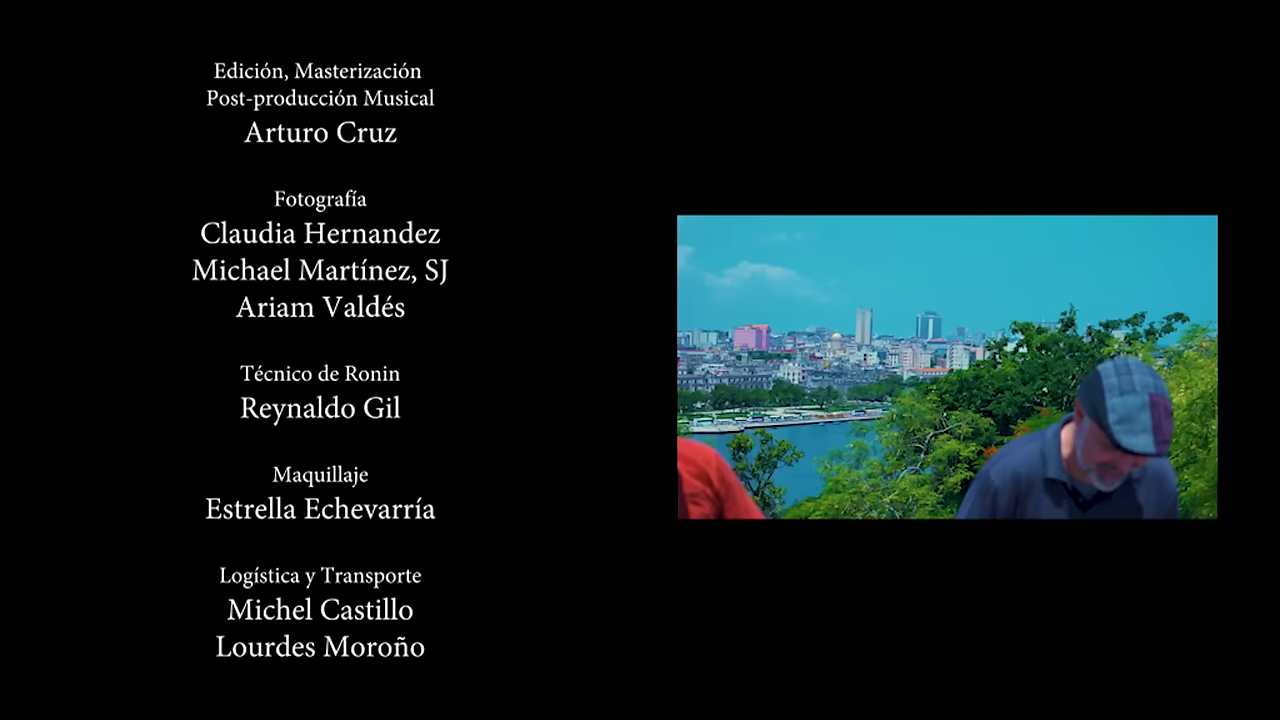 Edición, Masterización
Post-producción Musical
Arturo Cruz
Fotografía
Claudia Hernandez
Michael Martínez, SJ
Ariam Valdés
Técnico de Ronin
Reynaldo Gil
Maquillaje
Estrella Echevarría
Logística y Transporte
Michel Castillo
Lourdes Moroño